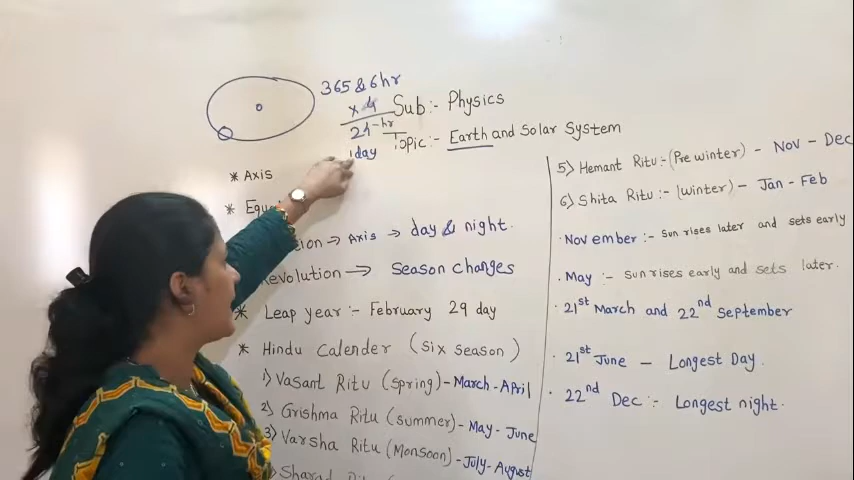 365 & 6hr
x 4
24-hr
1day
Sub:- Physics
Topic:- Earth and Solar System
* Axis
*
→ Axis → day & night.
Revolution → Season changes
* Leap year:- February 29 day
* Hindu Calender (six season)
1) Vasant Ritu (spring) - March - April
2) Grishma Ritu (summer) - May - June
3) Varsha Ritu (Monsoon) - July - August
5) Hemant Ritu:- (Pre winter) - Nov - Dec
6) Shita Ritu:- (winter) - Jan - Feb
. November:- Sun rises later and sets early
. May:- Sun rises early and sets later.
. 21st March and 22nd September
. 21st June - Longest Day.
. 22nd Dec:- Longest night.